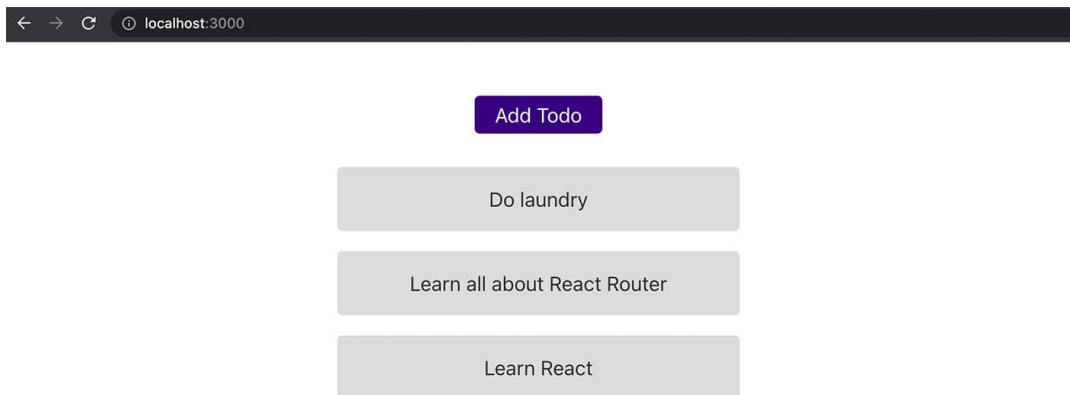 localhost:3000
Add Todo
Do laundry
Learn all about React Router
Learn React